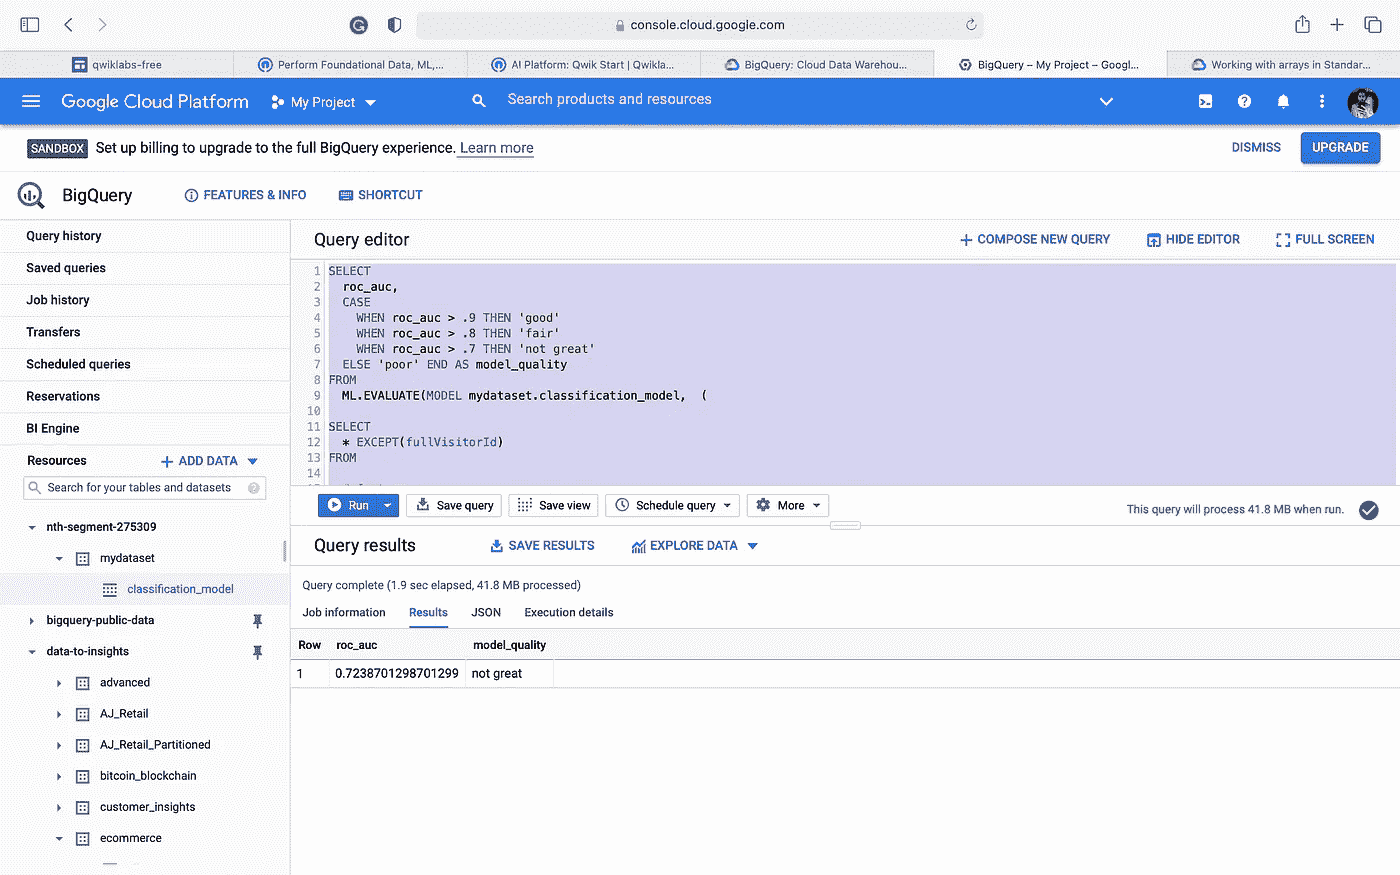 console.cloud.google.com
qwiklabs-free
Perform Foundational Data, ML,...
AI Platform: Qwik Start | Qwikla...
BigQuery: Cloud Data Warehou...
BigQuery – My Project – Googl...
Working with arrays in Standar...
Google Cloud Platform
My Project
Search products and resources
SANDBOX Set up billing to upgrade to the full BigQuery experience. Learn more
DISMISS
UPGRADE
BigQuery
FEATURES & INFO
SHORTCUT
Query history
Saved queries
Job history
Transfers
Scheduled queries
Reservations
BI Engine
Resources
+ ADD DATA
Search for your tables and datasets
nth-segment-275309
mydataset
classification_model
bigquery-public-data
data-to-insights
advanced
AJ_Retail
AJ_Retail_Partitioned
bitcoin_blockchain
customer_insights
ecommerce
Query editor
+ COMPOSE NEW QUERY
HIDE EDITOR
FULL SCREEN
1 SELECT
2 roc_auc,
3 CASE
4 WHEN roc_auc > .9 THEN 'good'
5 WHEN roc_auc > .8 THEN 'fair'
6 WHEN roc_auc > .7 THEN 'not great'
7 ELSE 'poor' END AS model_quality
8 FROM
9 ML.EVALUATE(MODEL mydataset.classification_model, (
10
11 SELECT
12 * EXCEPT(fullVisitorId)
13 FROM
14
Run
Save query
Save view
Schedule query
More
This query will process 41.8 MB when run.
Query results
SAVE RESULTS
EXPLORE DATA
Query complete (1.9 sec elapsed, 41.8 MB processed)
Job information
Results
JSON
Execution details
Row roc_auc model_quality
1 0.7238701298701299 not great